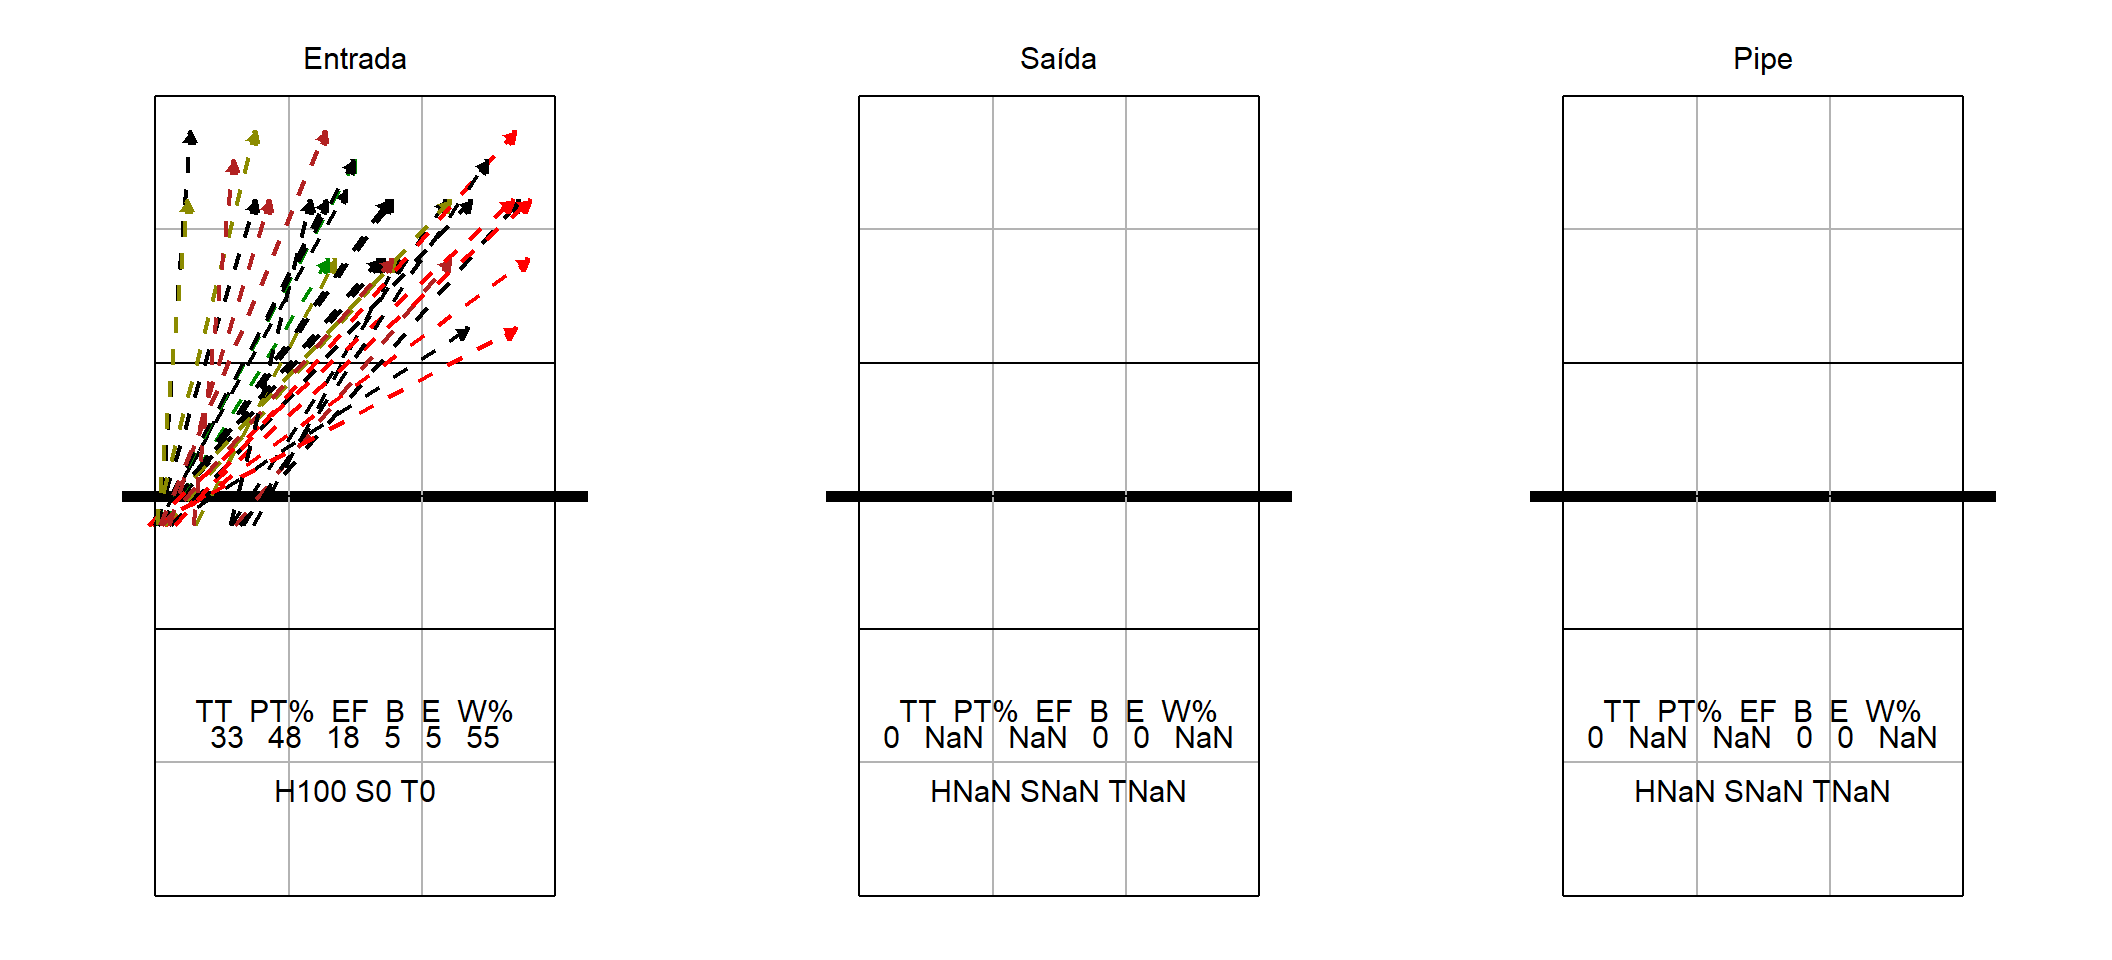 Entrada
TT PT% EF B E W%
33 48 18 5 5 55
H100 S0 T0
Saída
TT PT% EF B E W%
0 NaN NaN 0 0 NaN
HNaN SNaN TNaN
Pipe
TT PT% EF B E W%
0 NaN NaN 0 0 NaN
HNaN SNaN TNaN